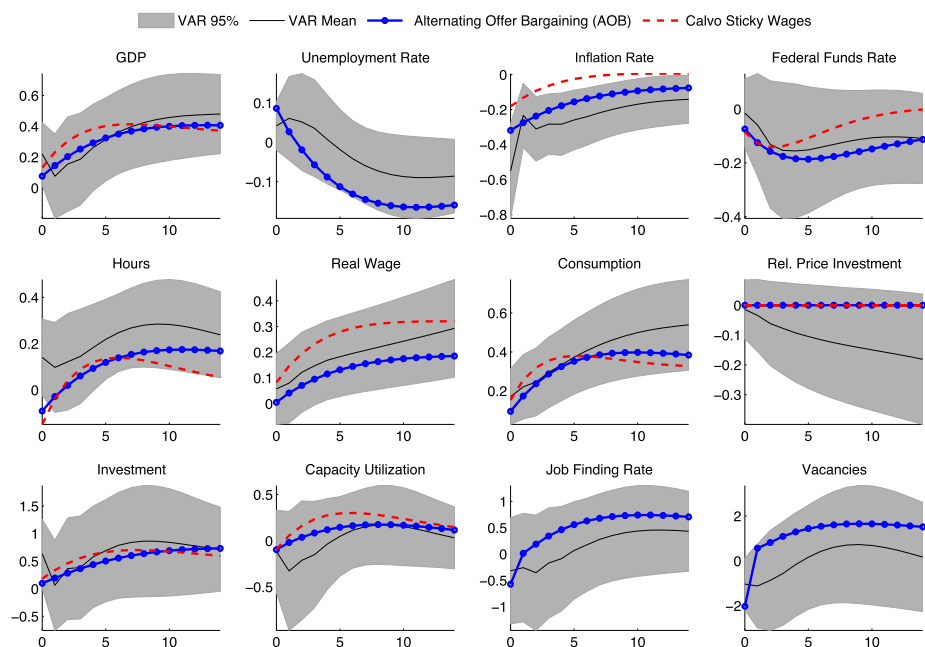 VAR 95% VAR Mean Alternating Offer Bargaining (AOB) Calvo Sticky Wages
GDP Unemployment Rate Inflation Rate Federal Funds Rate
0.6
0.4
0.2
0
0 5 10
0.1
0
−0.1
0 5 10
0
−0.2
−0.4
−0.6
−0.8
0 5 10
0
−0.2
−0.4
0 5 10
Hours Real Wage Consumption Rel. Price Investment
0.4
0.2
0
0 5 10
0.4
0.3
0.2
0.1
0
0 5 10
0.6
0.4
0.2
0 5 10
0
−0.1
−0.2
−0.3
0 5 10
Investment Capacity Utilization Job Finding Rate Vacancies
1.5
1
0.5
0
−0.5
0 5 10
0.5
0
−0.5
0 5 10
1
0.5
0
−0.5
−1
0 5 10
2
0
−2
0 5 10